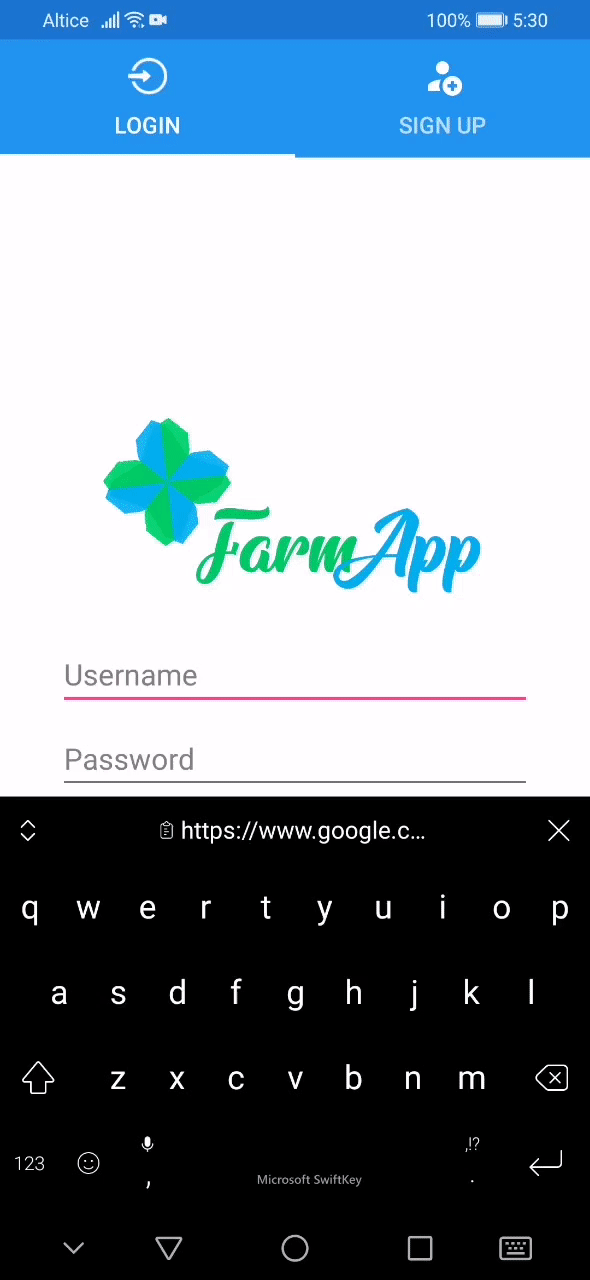 Altice 100% 5:30
LOGIN SIGN UP
FarmApp
Username
Password
https://www.google.c...
q w e r t y u i o p
a s d f g h j k l
z x c v b n m
,!?
123 , Microsoft SwiftKey .